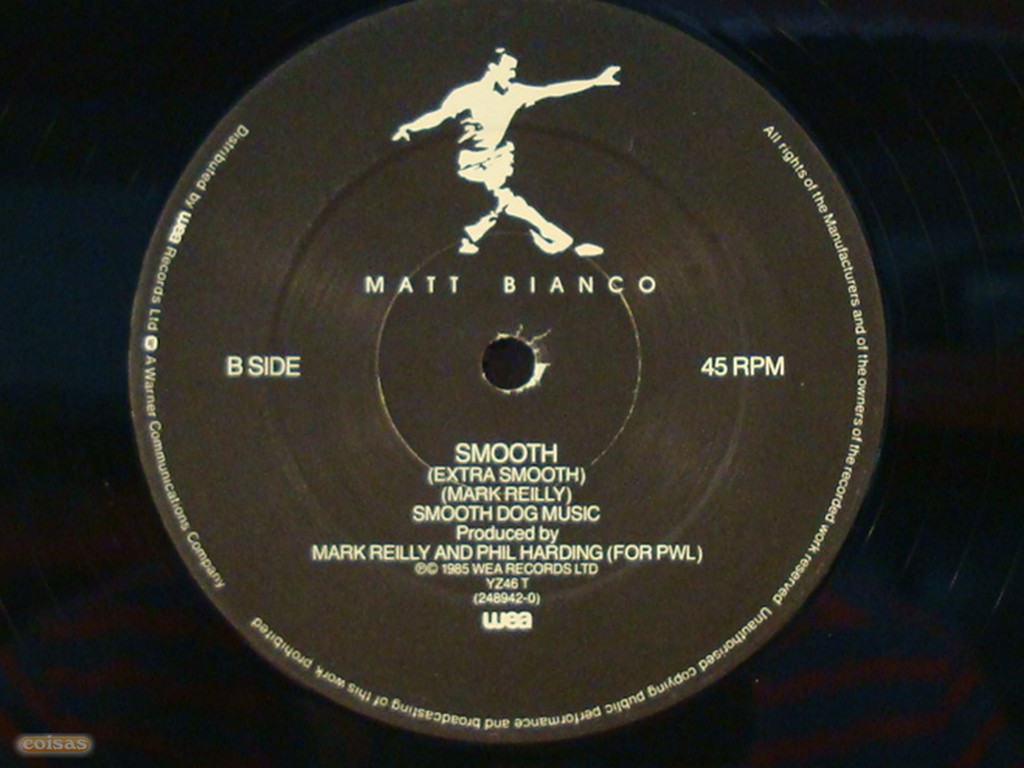 MATT BIANCO
B SIDE
45 RPM
SMOOTH
(EXTRA SMOOTH)
(MARK REILLY)
SMOOTH DOG MUSIC
Produced by
MARK REILLY AND PHIL HARDING (FOR PWL)
℗© 1985 WEA RECORDS LTD
YZ46 T
(248942-0)
wea
Distributed by wea Records Ltd A Warner Communications Company
All rights of the Manufacturers and of the owners of the recorded work reserved Unauthorised copying public performance and broadcasting of this work prohibited
coisas